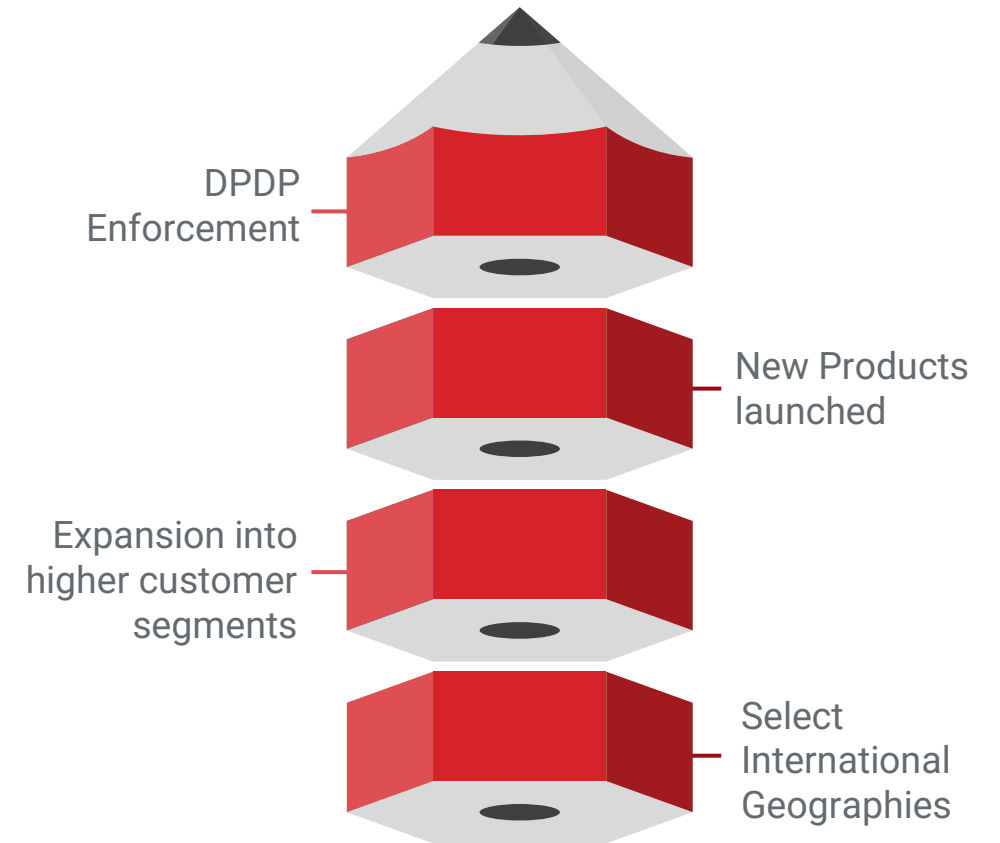 DPDP
Enforcement
New Products
launched
Expansion into
higher customer
segments
Select
International
Geographies